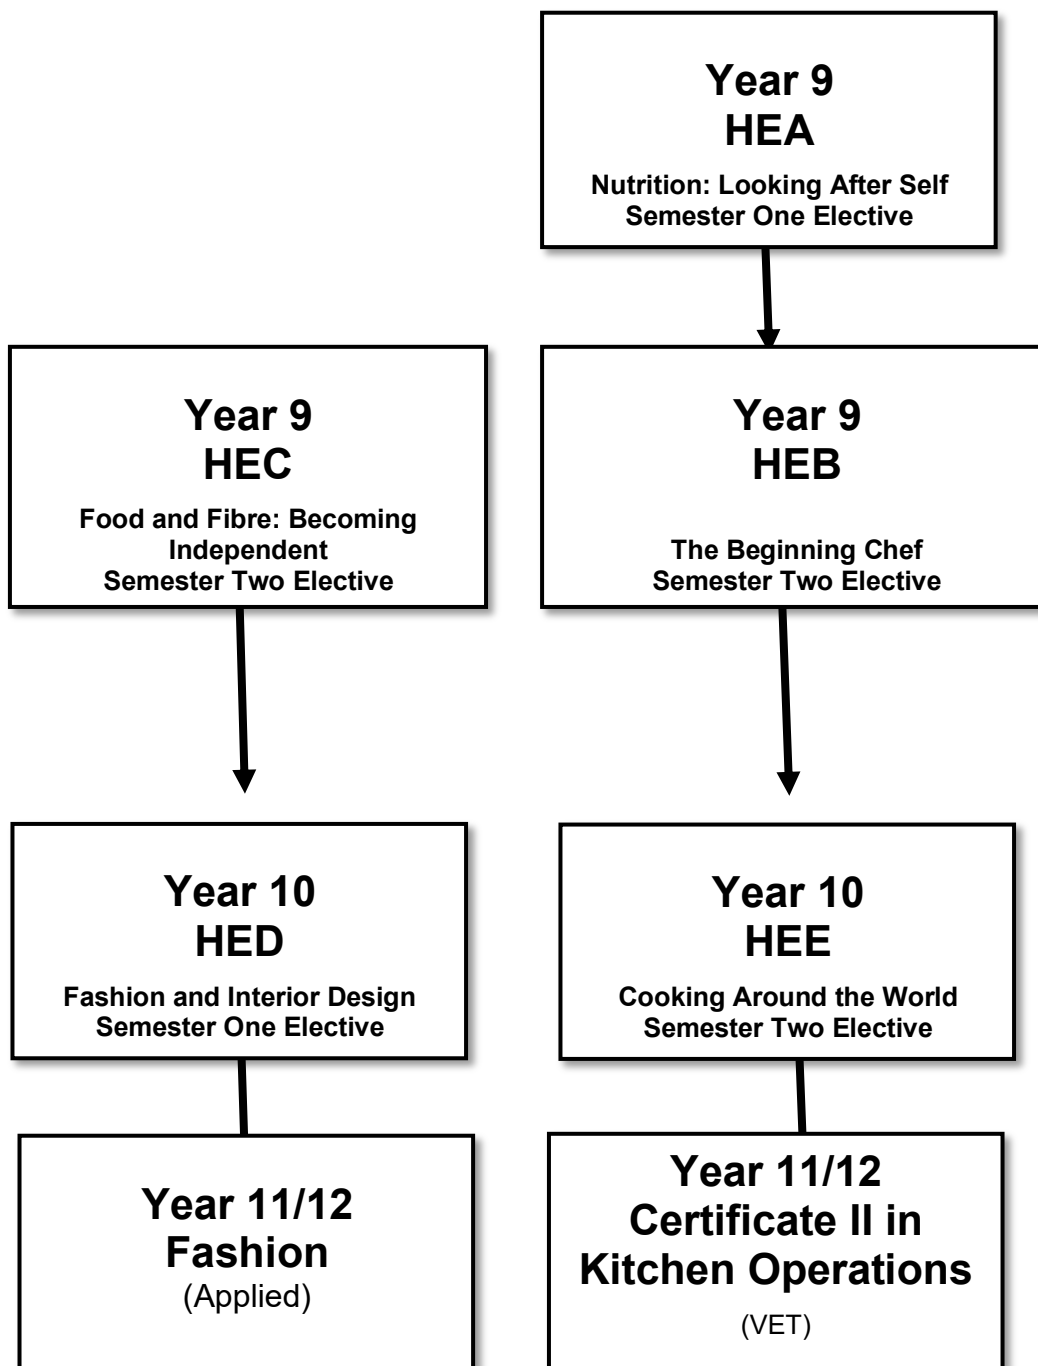 Year 9
HEA
Nutrition: Looking After Self
Semester One Elective
Year 9
HEC
Food and Fibre: Becoming
Independent
Semester Two Elective
Year 9
HEB
The Beginning Chef
Semester Two Elective
Year 10
HED
Fashion and Interior Design
Semester One Elective
Year 10
HEE
Cooking Around the World
Semester Two Elective
Year 11/12
Fashion
(Applied)
Year 11/12
Certificate II in
Kitchen Operations
(VET)